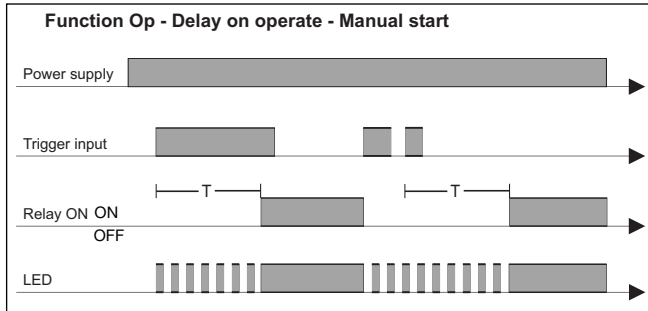 Function Op - Delay on operate - Manual start
Power supply
Trigger input
T
T
Relay ON ON
OFF
LED